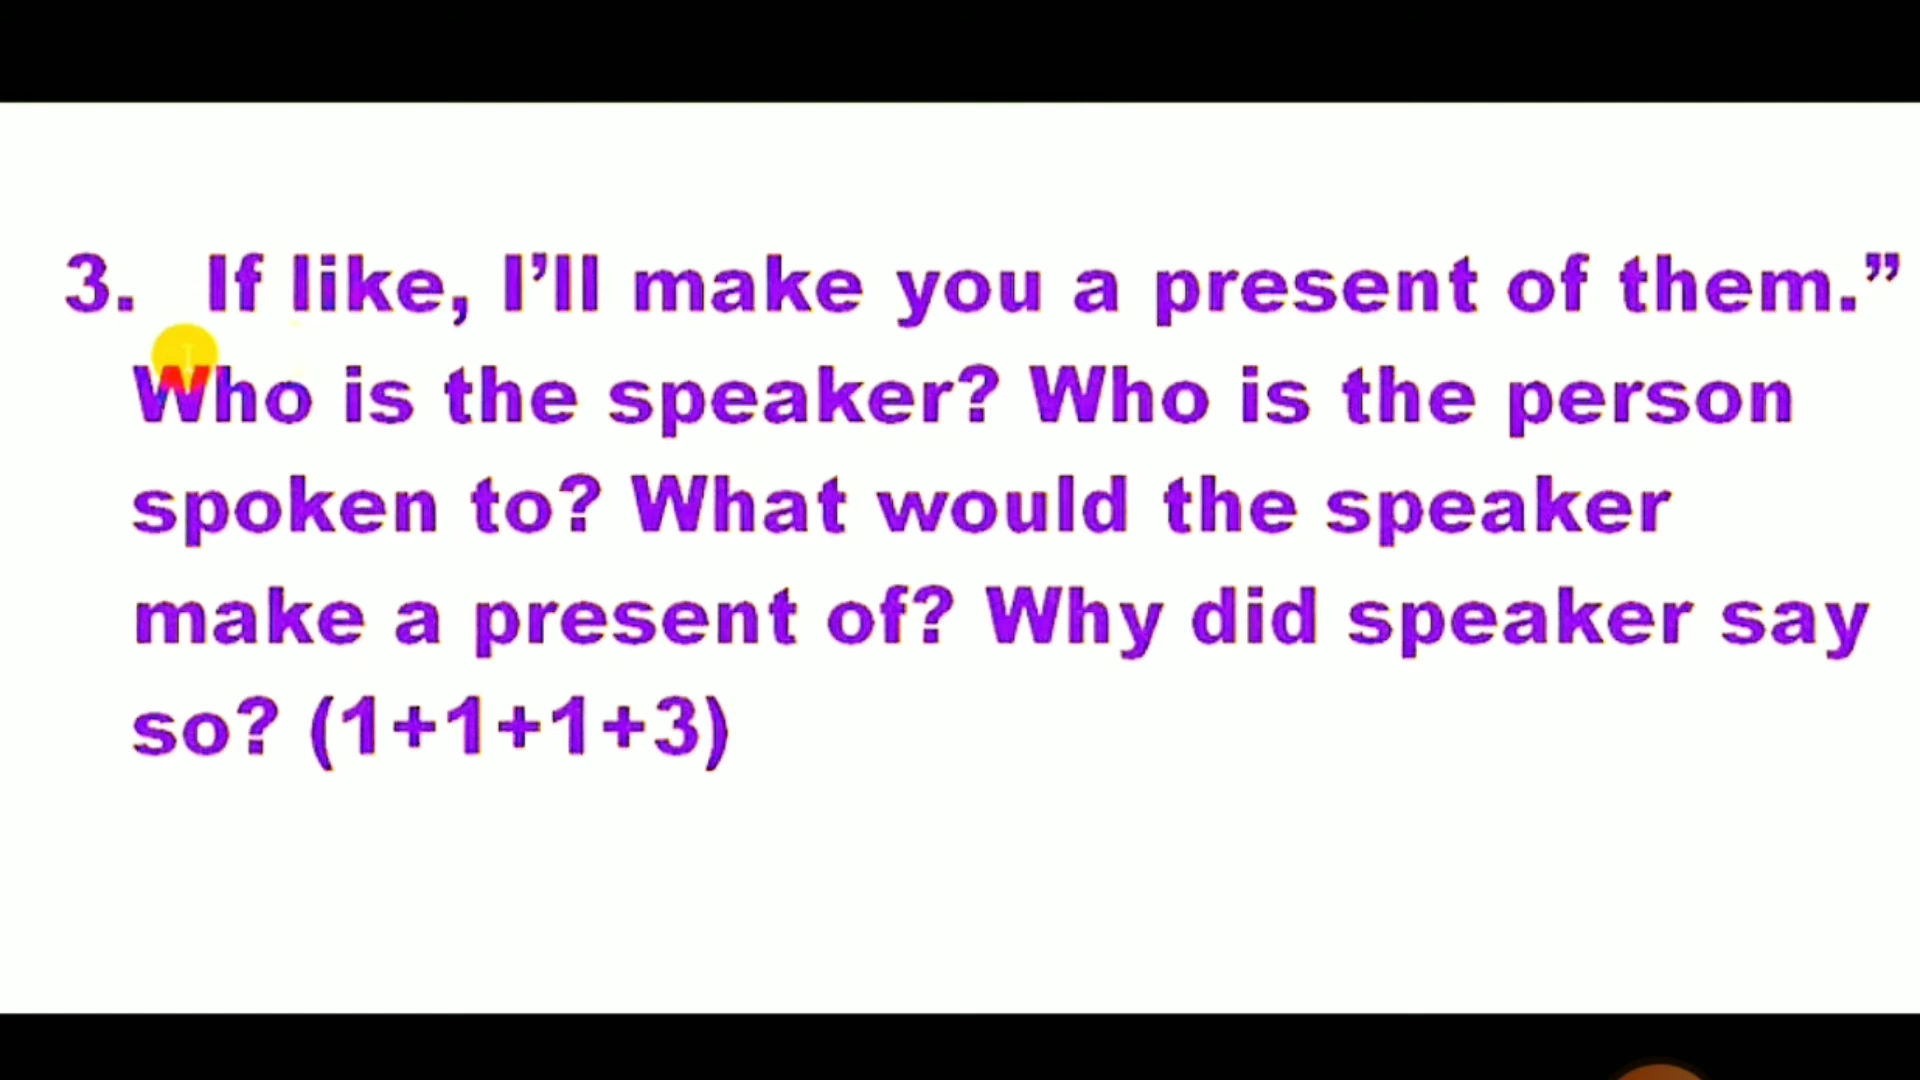 3. If like, I’ll make you a present of them.”
Who is the speaker? Who is the person
spoken to? What would the speaker
make a present of? Why did speaker say
so? (1+1+1+3)